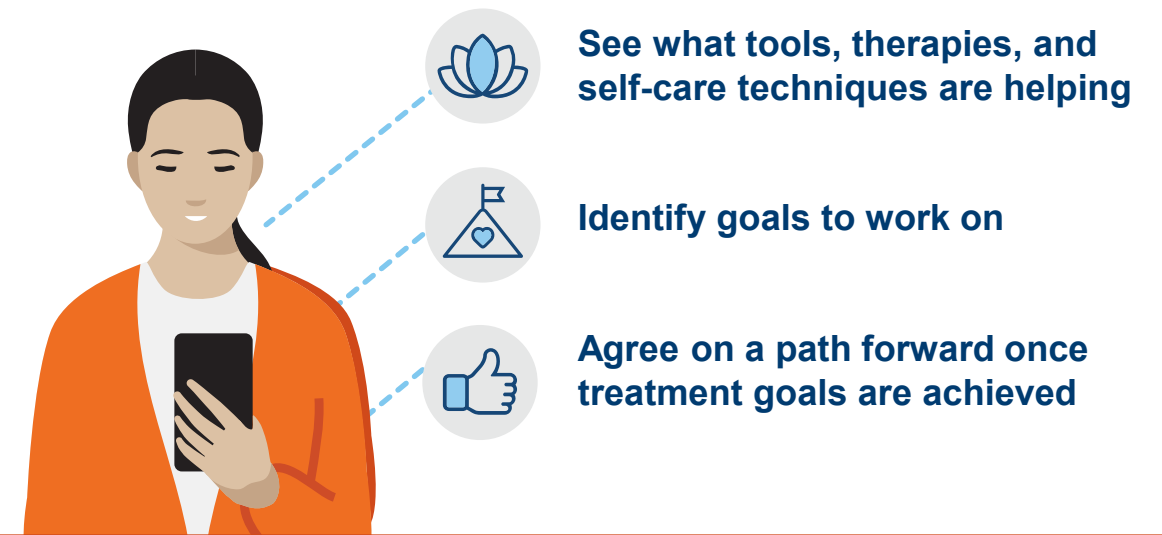 See what tools, therapies, and
self-care techniques are helping
Identify goals to work on
Agree on a path forward once
treatment goals are achieved